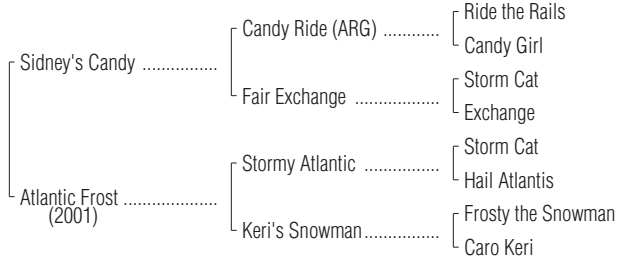 Ride the Rails
Candy Ride (ARG) ............
Candy Girl
Sidney's Candy ................
Storm Cat
Fair Exchange ..................
Exchange
Storm Cat
Stormy Atlantic ................
Hail Atlantis
Atlantic Frost ....................
(2001)
Frosty the Snowman
Keri's Snowman................
Caro Keri